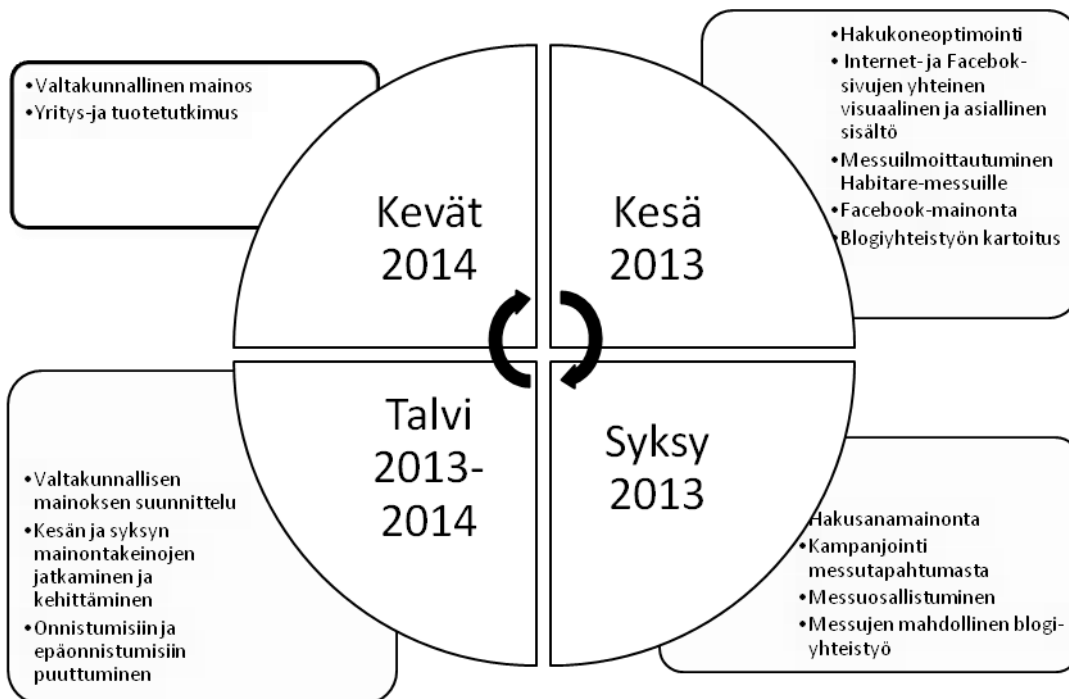 • Valtakunnallinen mainos
• Yritys-ja tuotetutkimus
Kevät
2014
• Hakukoneoptimointi
• Internet- ja Facebok-
sivujen yhteinen
visuaalinen ja asiallinen
sisältö
• Messuilmoittautuminen
Habitare-messuille
• Facebook-mainonta
• Blogiyhteistyön kartoitus
Kesä
2013
• Valtakunnallisen
mainoksen suunnittelu
• Kesän ja syksyn
mainontakeinojen
jatkaminen ja
kehittäminen
• Onnistumisiin ja
epäonnistumisiin
puuttuminen
Talvi
2013-
2014
Syksy
2013
Hakusanamainonta
• Kampanjointi
messutapahtumasta
• Messuosallistuminen
• Messujen mahdollinen blogi-
yhteistyö